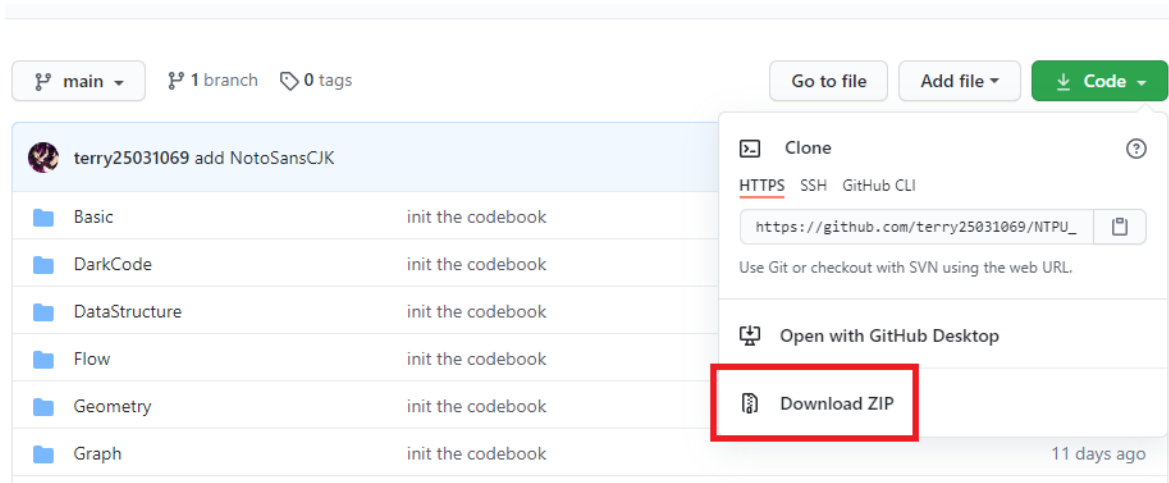 main 1 branch 0 tags Go to file Add file Code
terry25031069 add NotoSansCJK
Clone
HTTPS SSH GitHub CLI
https://github.com/terry25031069/NTPU_
Use Git or checkout with SVN using the web URL.
Open with GitHub Desktop
Download ZIP
Basic init the codebook
DarkCode init the codebook
DataStructure init the codebook
Flow init the codebook
Geometry init the codebook
Graph init the codebook 11 days ago